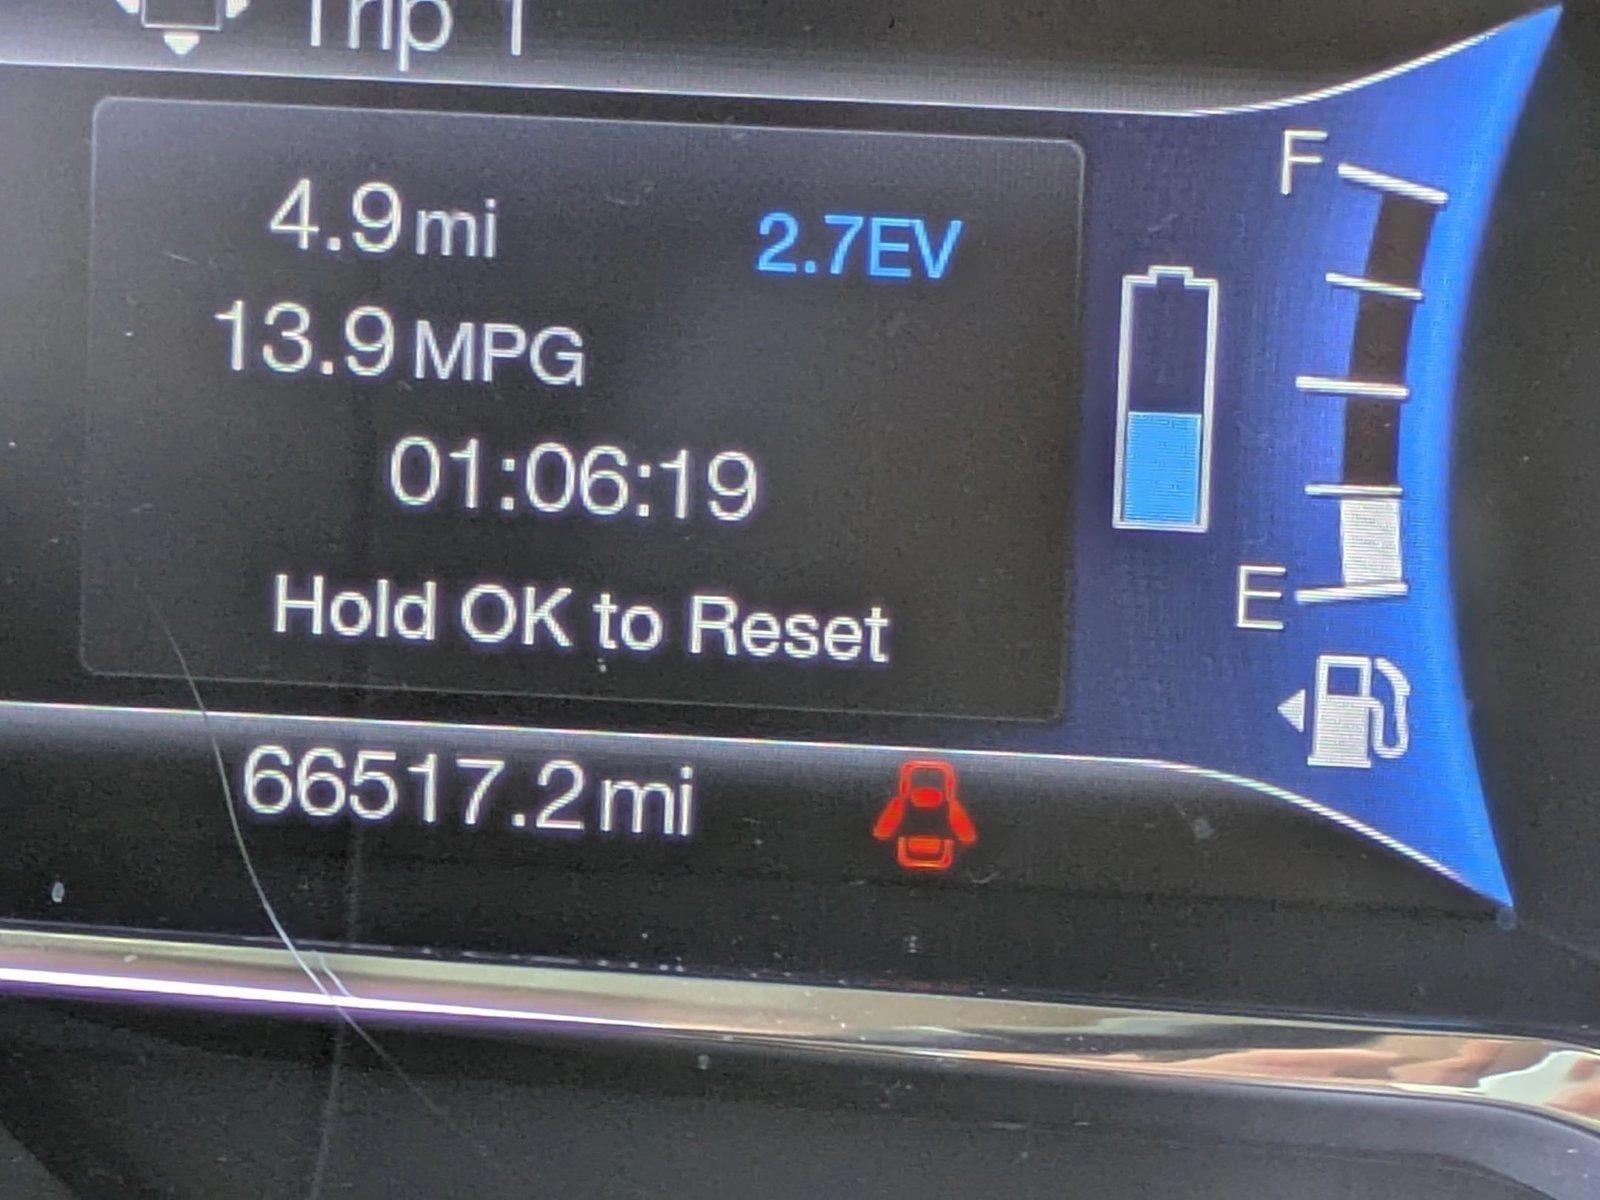 Trip 1
4.9 mi 2.7EV
13.9 MPG
01:06:19
Hold OK to Reset
F
E
66517.2 mi